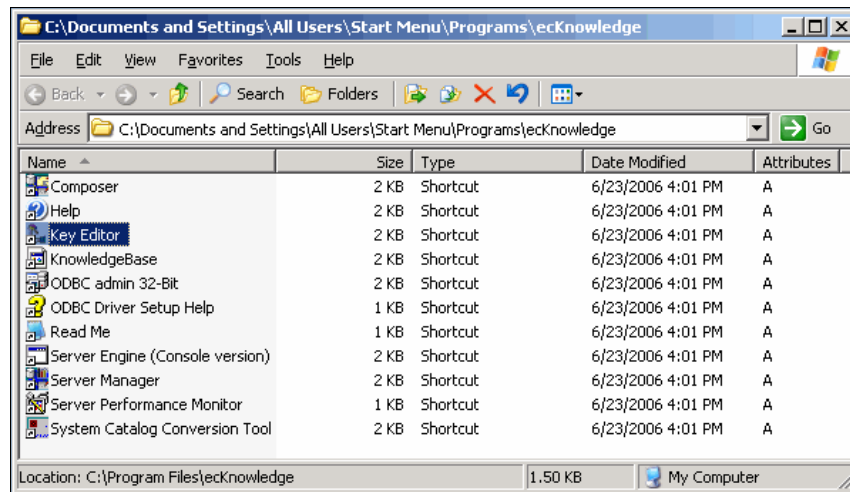 C:\Documents and Settings\All Users\Start Menu\Programs\ecKnowledge
File Edit View Favorites Tools Help
Back Search Folders
Address C:\Documents and Settings\All Users\Start Menu\Programs\ecKnowledge Go
Name Size Type Date Modified Attributes
Composer 2 KB Shortcut 6/23/2006 4:01 PM A
Help 2 KB Shortcut 6/23/2006 4:01 PM A
Key Editor 2 KB Shortcut 6/23/2006 4:01 PM A
KnowledgeBase 2 KB Shortcut 6/23/2006 4:01 PM A
ODBC admin 32-Bit 2 KB Shortcut 6/23/2006 4:01 PM A
ODBC Driver Setup Help 1 KB Shortcut 6/23/2006 4:01 PM A
Read Me 1 KB Shortcut 6/23/2006 4:01 PM A
Server Engine (Console version) 2 KB Shortcut 6/23/2006 4:01 PM A
Server Manager 2 KB Shortcut 6/23/2006 4:01 PM A
Server Performance Monitor 1 KB Shortcut 6/23/2006 4:01 PM A
System Catalog Conversion Tool 2 KB Shortcut 6/23/2006 4:01 PM A
Location: C:\Program Files\ecKnowledge 1.50 KB My Computer